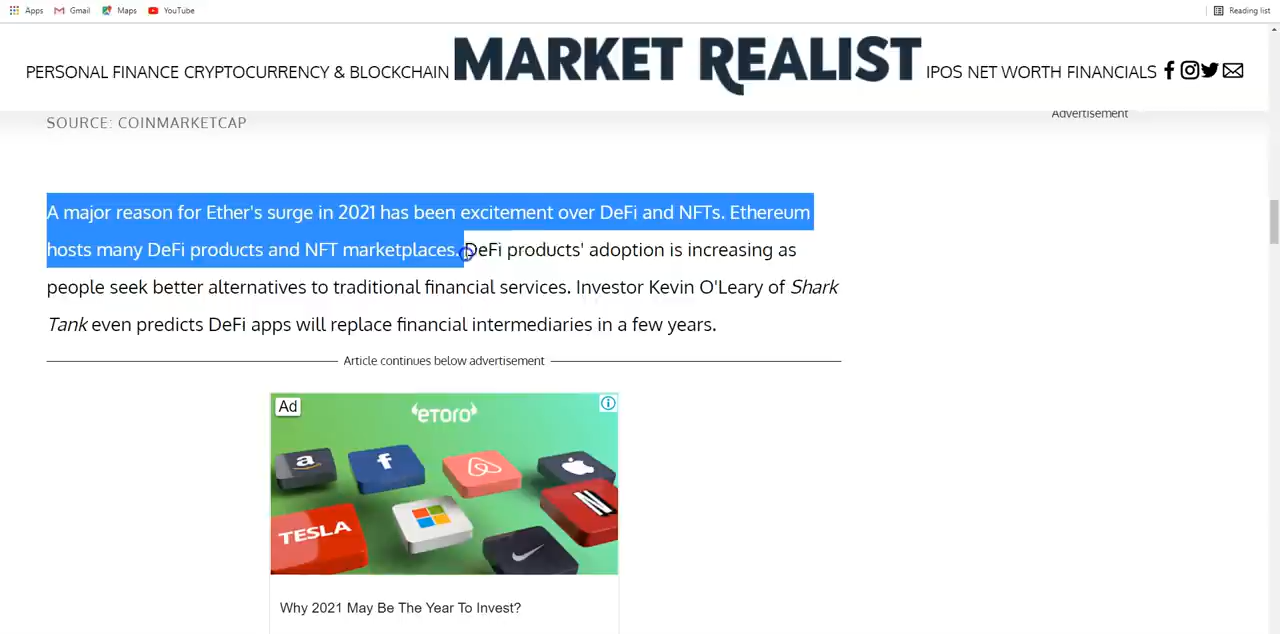 Apps Gmail Maps YouTube Reading list
PERSONAL FINANCE CRYPTOCURRENCY & BLOCKCHAIN MARKET REALIST IPOS NET WORTH FINANCIALS
SOURCE: COINMARKETCAP
Advertisement
A major reason for Ether's surge in 2021 has been excitement over DeFi and NFTs. Ethereum
hosts many DeFi products and NFT marketplaces. DeFi products' adoption is increasing as
people seek better alternatives to traditional financial services. Investor Kevin O'Leary of Shark
Tank even predicts DeFi apps will replace financial intermediaries in a few years.
Article continues below advertisement
Ad
eToro
TESLA
Why 2021 May Be The Year To Invest?